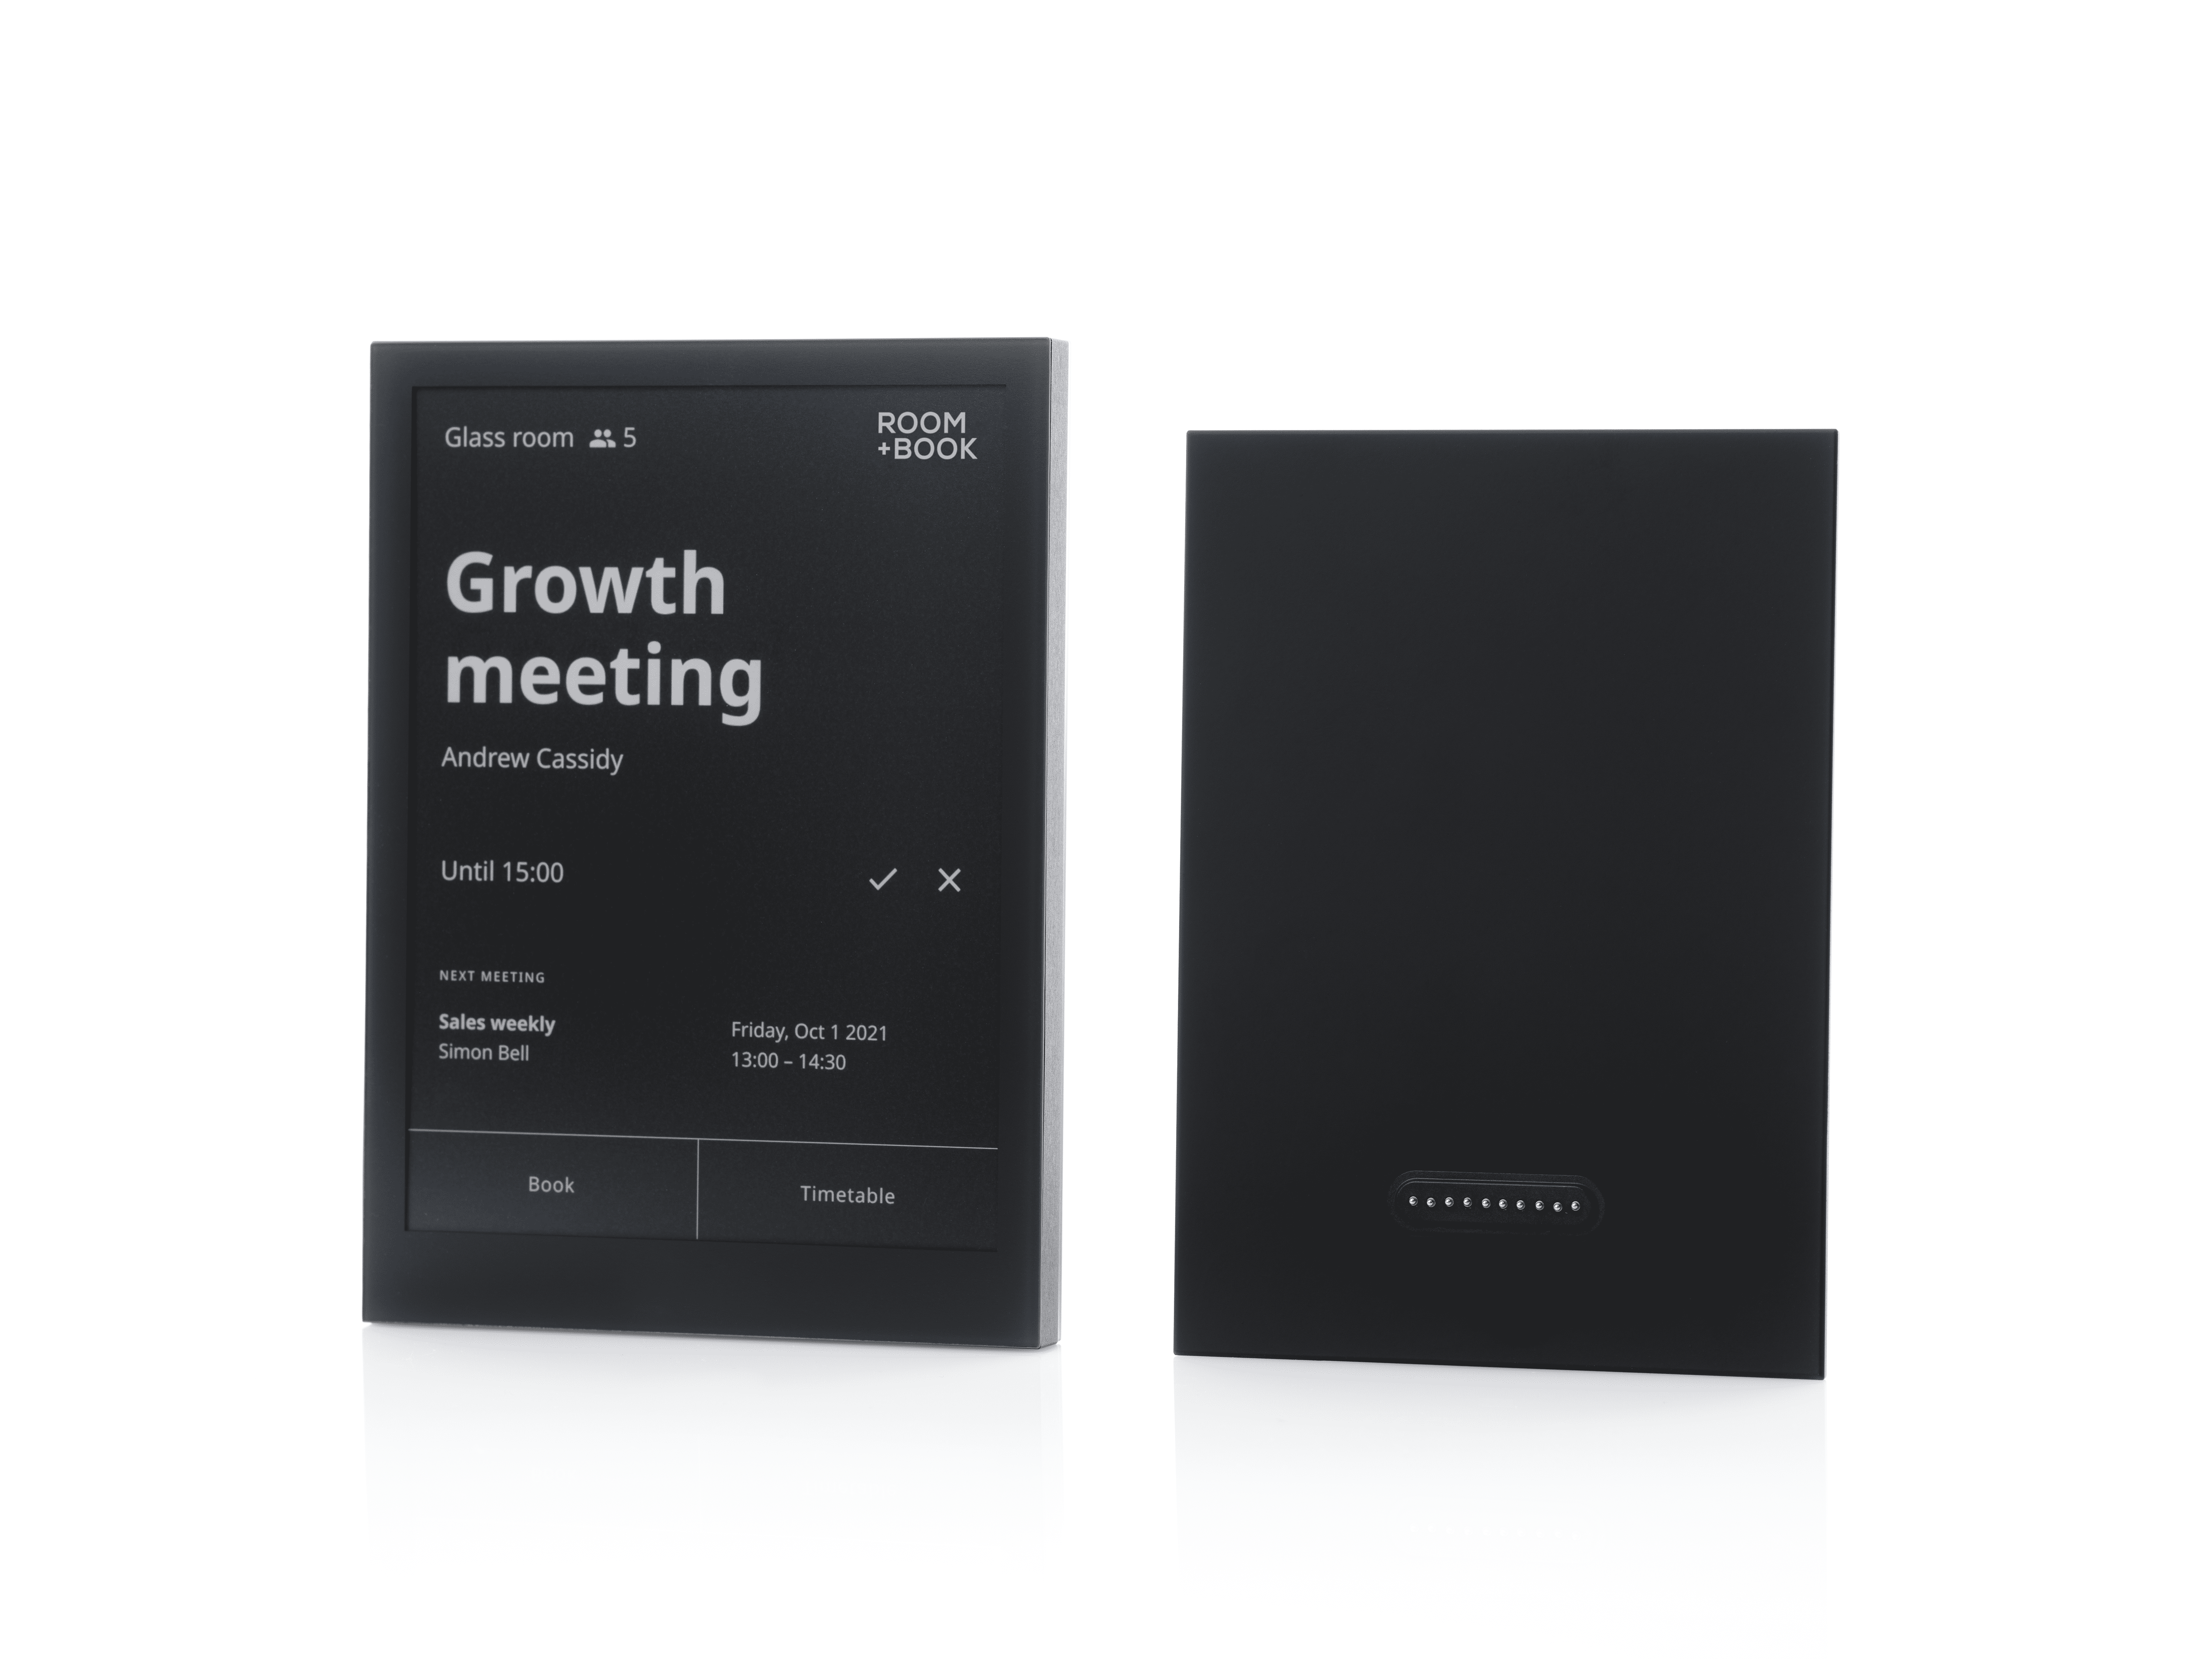 Glass room 5
ROOM
+BOOK
Growth
meeting
Andrew Cassidy
Until 15:00
NEXT MEETING
Sales weekly
Simon Bell
Friday, Oct 1 2021
13:00 – 14:30
Book
Timetable